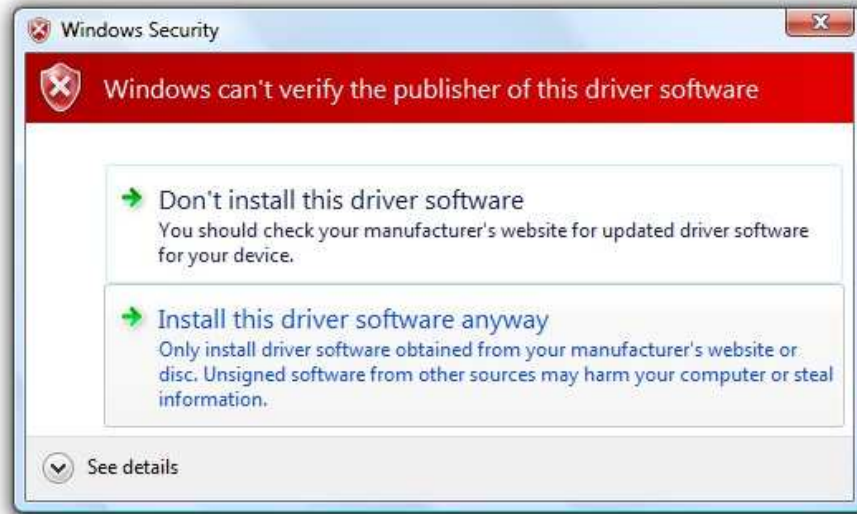 Windows Security
Windows can't verify the publisher of this driver software
Don't install this driver software
You should check your manufacturer's website for updated driver software
for your device.
Install this driver software anyway
Only install driver software obtained from your manufacturer's website or
disc. Unsigned software from other sources may harm your computer or steal
information.
See details